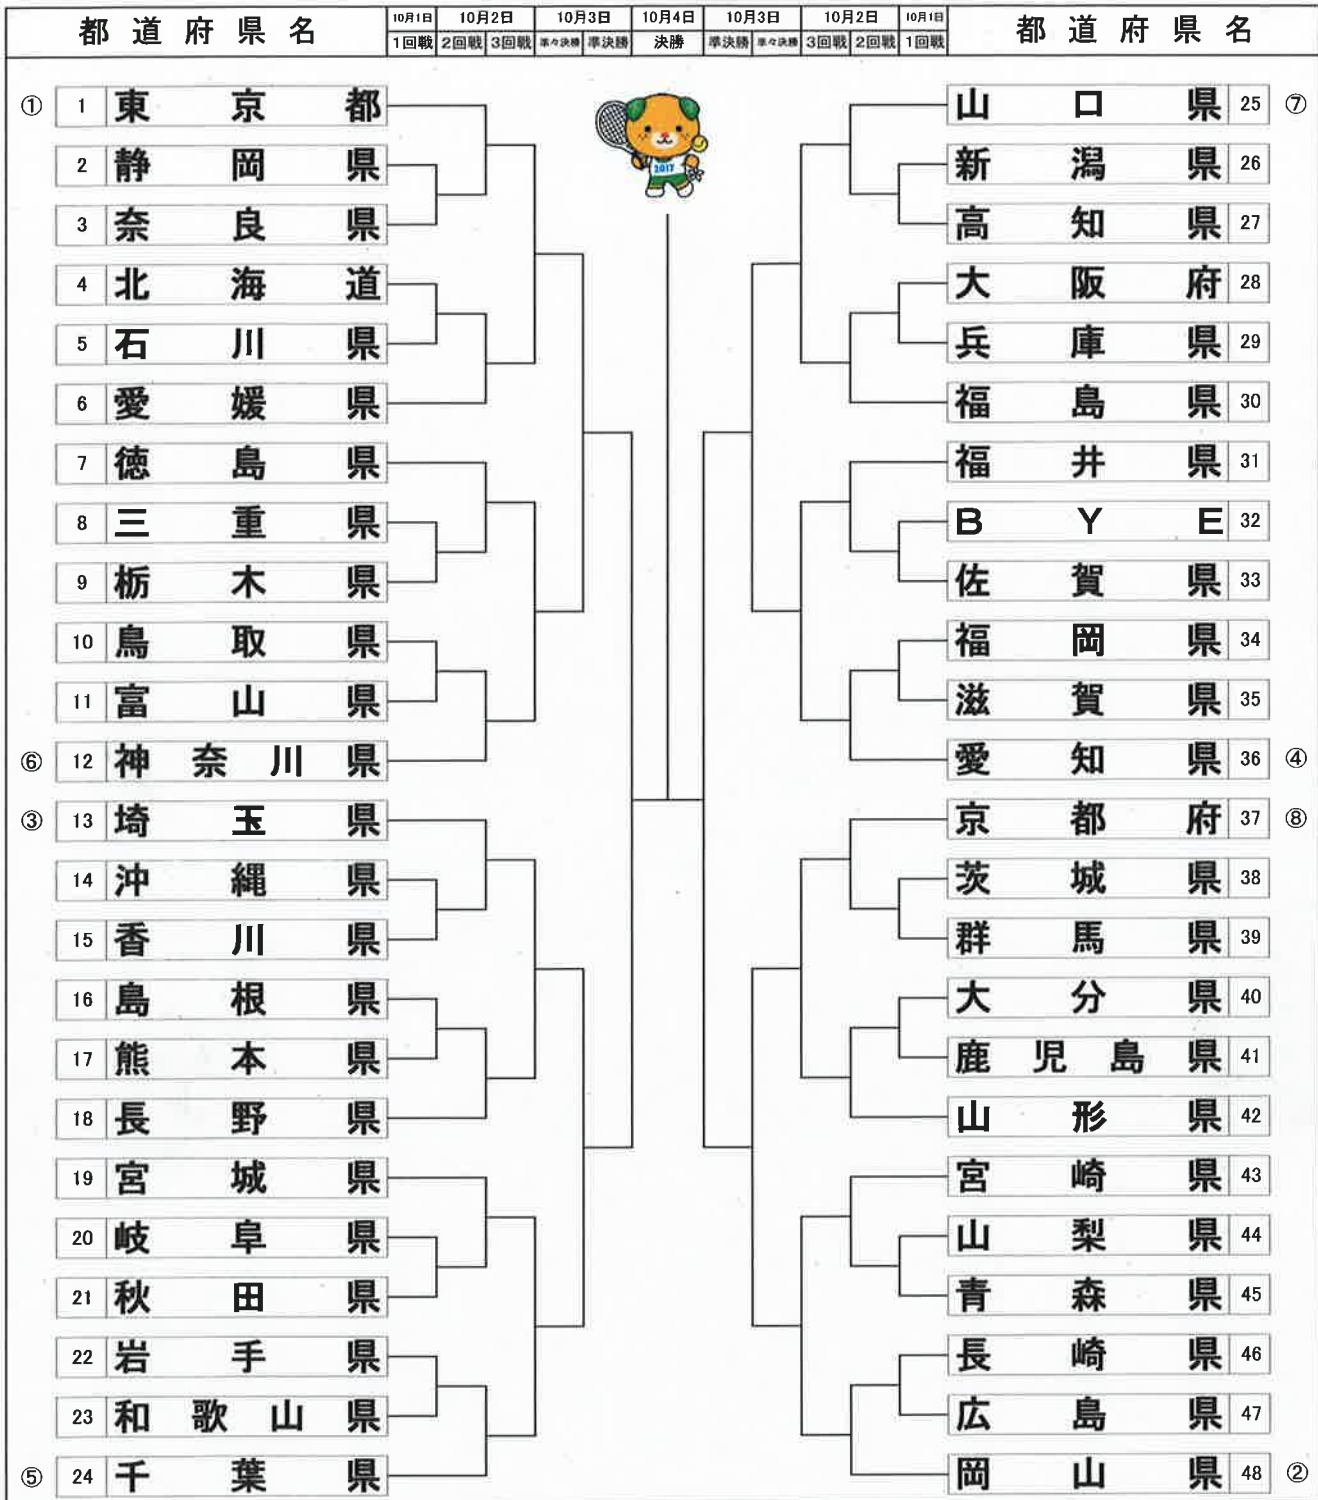 都道府県名 10月1日 10月2日 10月3日 10月4日 10月3日 10月2日 10月1日 都道府県名
1回戦 2回戦 3回戦 準々決勝 準決勝 決勝 準決勝 準々決勝 3回戦 2回戦 1回戦
① 1 東京都 山口県 25 ⑦
2 静岡県 新潟県 26
2017
3 奈良県 高知県 27
4 北海道 大阪府 28
5 石川県 兵庫県 29
6 愛媛県 福島県 30
7 徳島県 福井県 31
8 三重県 BYE 32
9 栃木県 佐賀県 33
10 鳥取県 福岡県 34
11 富山県 滋賀県 35
⑥ 12 神奈川県 愛知県 36 ④
③ 13 埼玉県 京都府 37 ⑧
14 沖縄県 茨城県 38
15 香川県 群馬県 39
16 島根県 大分県 40
17 熊本県 鹿児島県 41
18 長野県 山形県 42
19 宮城県 宮崎県 43
20 岐阜県 山梨県 44
21 秋田県 青森県 45
22 岩手県 長崎県 46
23 和歌山県 広島県 47
⑤ 24 千葉県 岡山県 48 ②